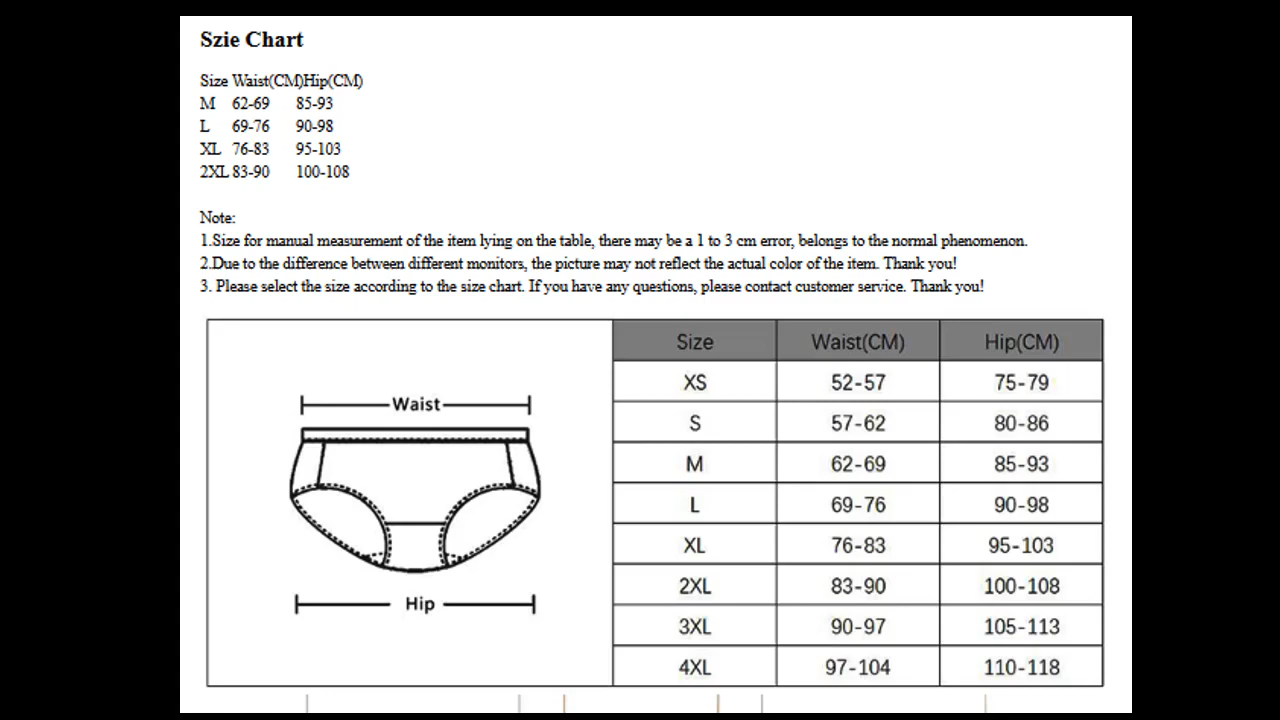 Szie Chart
Size Waist(CM)Hip(CM)
M 62-69 85-93
L 69-76 90-98
XL 76-83 95-103
2XL 83-90 100-108
Note:
1.Size for manual measurement of the item lying on the table, there may be a 1 to 3 cm error, belongs to the normal phenomenon.
2.Due to the difference between different monitors, the picture may not reflect the actual color of the item. Thank you!
3. Please select the size according to the size chart. If you have any questions, please contact customer service. Thank you!
Waist
Hip
Size Waist(CM) Hip(CM)
XS 52-57 75-79
S 57-62 80-86
M 62-69 85-93
L 69-76 90-98
XL 76-83 95-103
2XL 83-90 100-108
3XL 90-97 105-113
4XL 97-104 110-118